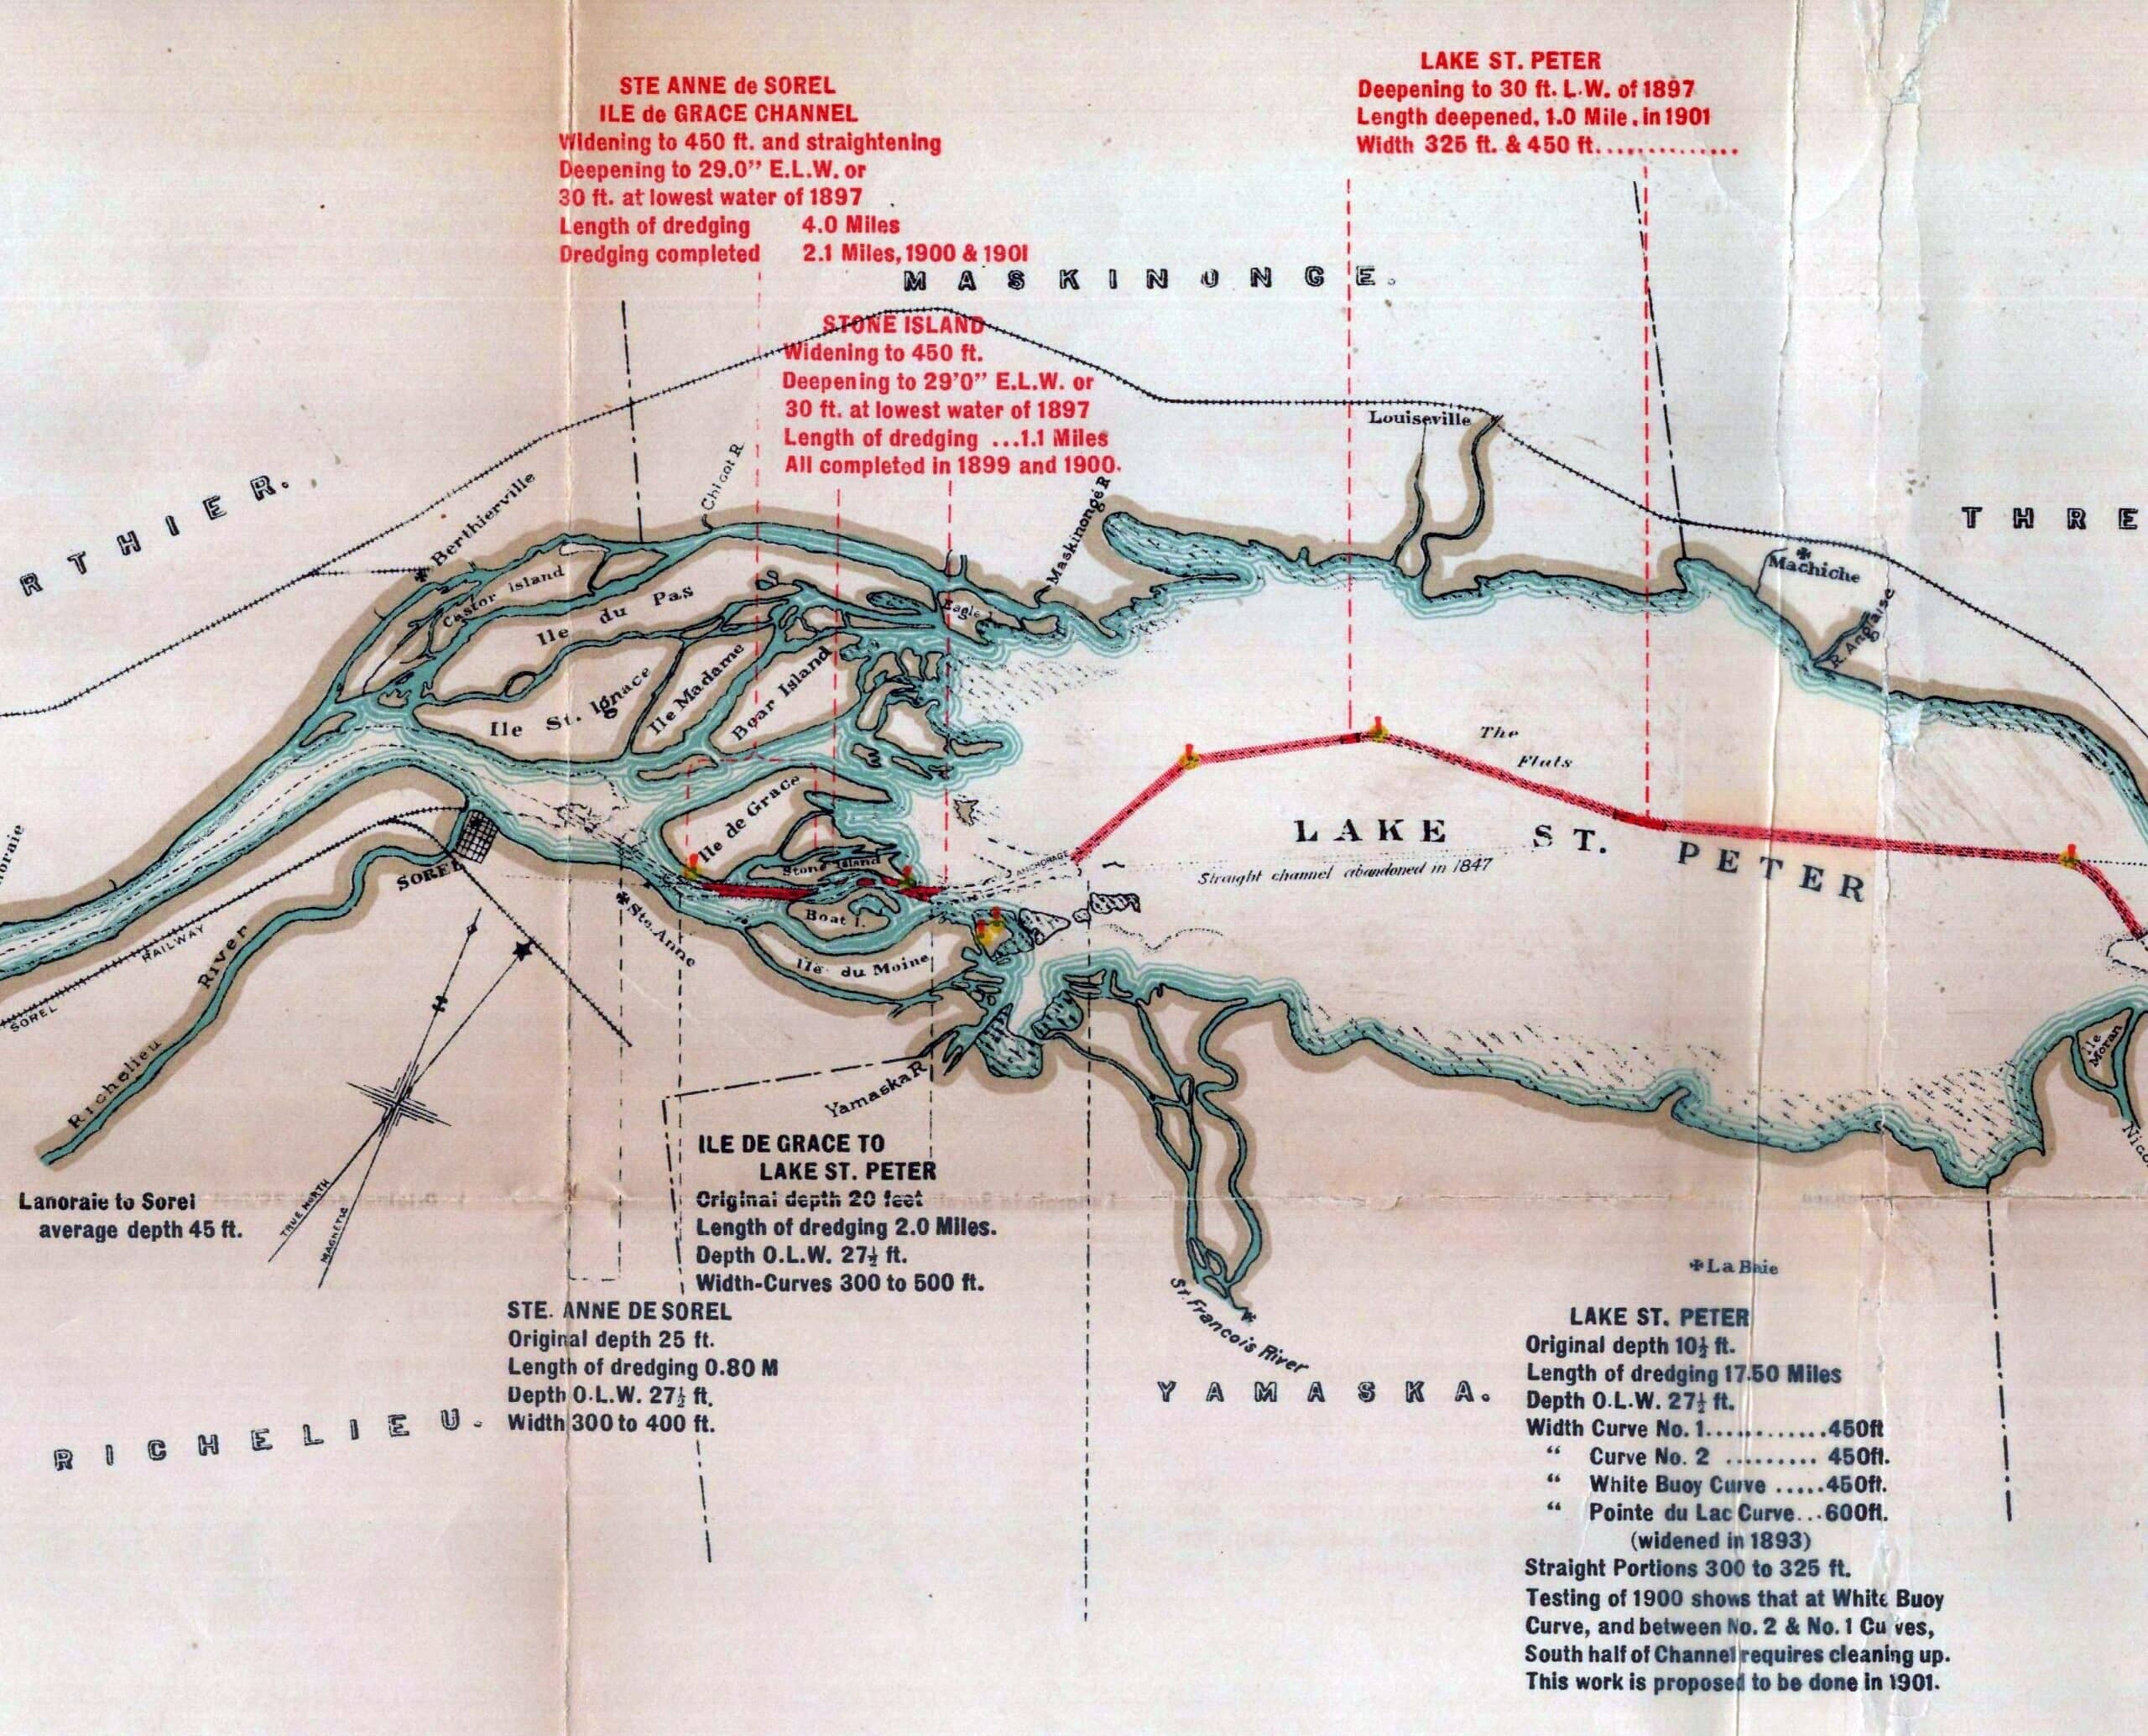 STE ANNE de SOREL
ILE de GRACE CHANNEL
Widening to 450 ft. and straightening
Deepening to 29.0” E.L.W. or
30 ft. at lowest water of 1897
Length of dredging 4.0 Miles
Dredging completed 2.1 Miles, 1900 & 1901
LAKE ST. PETER
Deepening to 30 ft. L.W. of 1897
Length deepened, 1.0 Mile, in 1901
Width 325 ft. & 450 ft..............
MASKINONGE.
STONE ISLAND
Widening to 450 ft.
Deepening to 29'0” E.L.W. or
30 ft. at lowest water of 1897
Length of dredging ...1.1 Miles
All completed in 1899 and 1900.
Louiseville
RTHIER.
THRE
Berthierville
Chicot R
Maskinongé R
Machiche
R. Anglaise
Castor island
Ile du Pas
Eagle I.
Ile St. Ignace
Ile Madame
Bear Island
Ile de Grace
Stone Island
Boat I.
Ile du Moine
The
Flats
LAKE ST. PETER
ANCHORAGE
Straight channel abandoned in 1847
oraie
SOREL
Ste. Anne
RAILWAY
SOREL
Richelieu River
Yamaska R
Ile Moran
Lanoraie to Sorel
average depth 45 ft.
TRUE NORTH
MAGNETIC
ILE DE GRACE TO
LAKE ST. PETER
Original depth 20 feet
Length of dredging 2.0 Miles.
Depth O.L.W. 27½ ft.
Width-Curves 300 to 500 ft.
STE. ANNE DE SOREL
Original depth 25 ft.
Length of dredging 0.80 M
Depth O.L.W. 27½ ft.
Width 300 to 400 ft.
RICHELIEU.
St. Francois River
YAMASKA.
La Baie
LAKE ST. PETER
Original depth 10½ ft.
Length of dredging 17.50 Miles
Depth O.L.W. 27½ ft.
Width Curve No. 1............450ft
“ Curve No. 2 ......... 450ft.
“ White Buoy Curve .....450ft.
“ Pointe du Lac Curve...600ft.
(widened in 1893)
Straight Portions 300 to 325 ft.
Testing of 1900 shows that at White Buoy
Curve, and between No. 2 & No. 1 Cu ves,
South half of Channel requires cleaning up.
This work is proposed to be done in 1901.